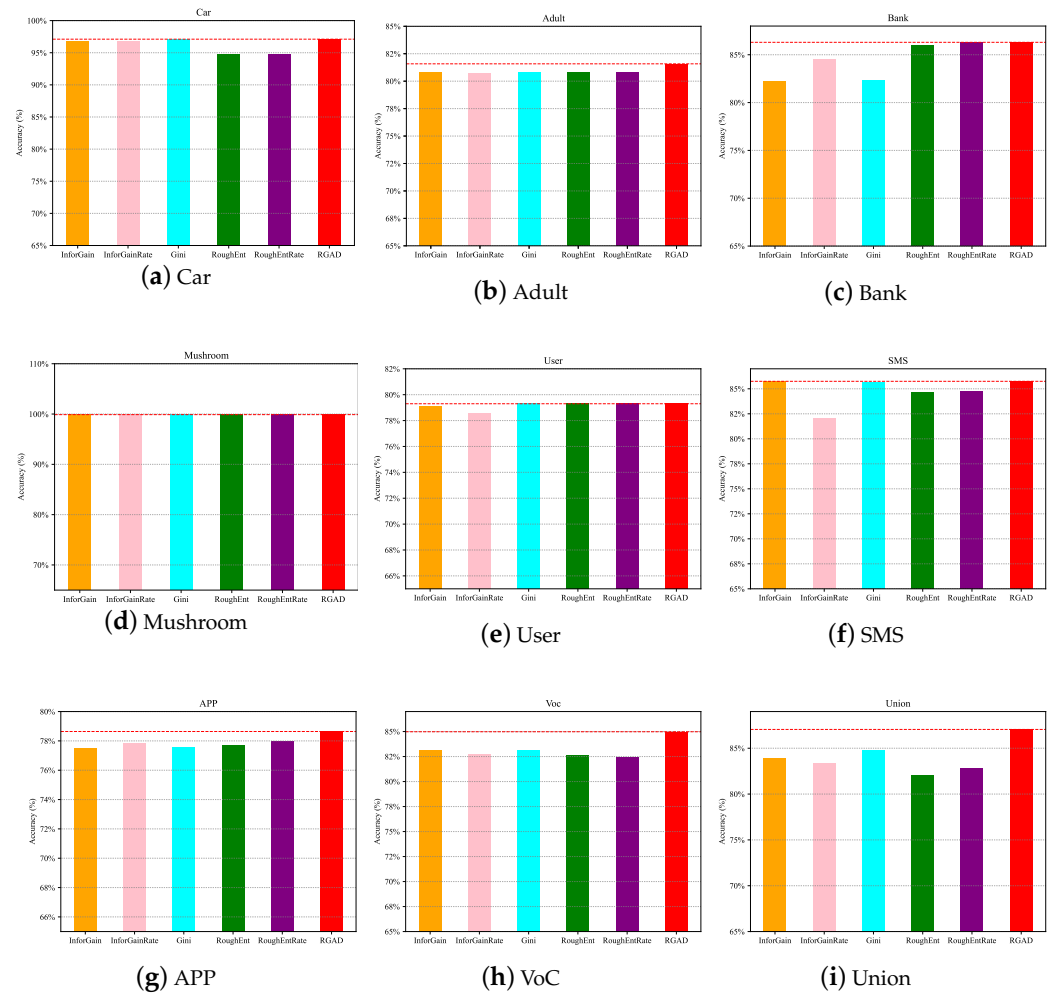 Car
100%
95%
90%
85%
80%
75%
70%
65%
Accuracy (%)
InforGain InforGainRate Gini RoughEnt RoughEntRate RGAD
(a) Car
Adult
85%
82%
80%
78%
75%
72%
70%
68%
65%
Accuracy (%)
InforGain InforGainRate Gini RoughEnt RoughEntRate RGAD
(b) Adult
Bank
85%
80%
75%
70%
65%
Accuracy (%)
InforGain InforGainRate Gini RoughEnt RoughEntRate RGAD
(c) Bank
Mushroom
110%
100%
90%
80%
70%
Accuracy (%)
InforGain InforGainRate Gini RoughEnt RoughEntRate RGAD
(d) Mushroom
User
82%
80%
78%
76%
74%
72%
70%
68%
66%
Accuracy (%)
InforGain InforGainRate Gini RoughEnt RoughEntRate RGAD
(e) User
SMS
85%
82%
80%
78%
75%
72%
70%
68%
65%
Accuracy (%)
InforGain InforGainRate Gini RoughEnt RoughEntRate RGAD
(f) SMS
APP
80%
78%
76%
74%
72%
70%
68%
66%
Accuracy (%)
InforGain InforGainRate Gini RoughEnt RoughEntRate RGAD
(g) APP
Voc
85%
82%
80%
78%
75%
72%
70%
68%
65%
Accuracy (%)
InforGain InforGainRate Gini RoughEnt RoughEntRate RGAD
(h) VoC
Union
85%
80%
75%
70%
65%
Accuracy (%)
InforGain InforGainRate Gini RoughEnt RoughEntRate RGAD
(i) Union